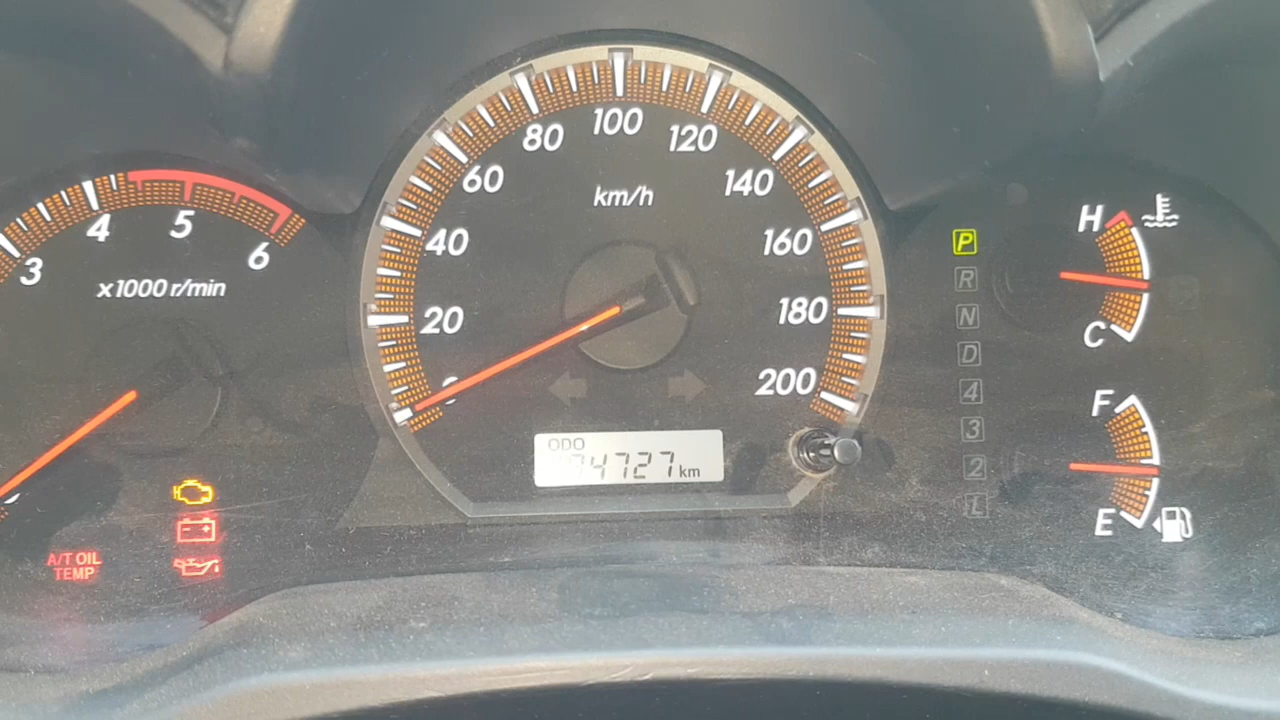 80 100 120
60 140
40 160
20 180
200
km/h
3 4 5 6
x1000 r/min
ODO
74727 km
A/T OIL
TEMP
P
R
N
D
4
3
2
L
H
C
F
E